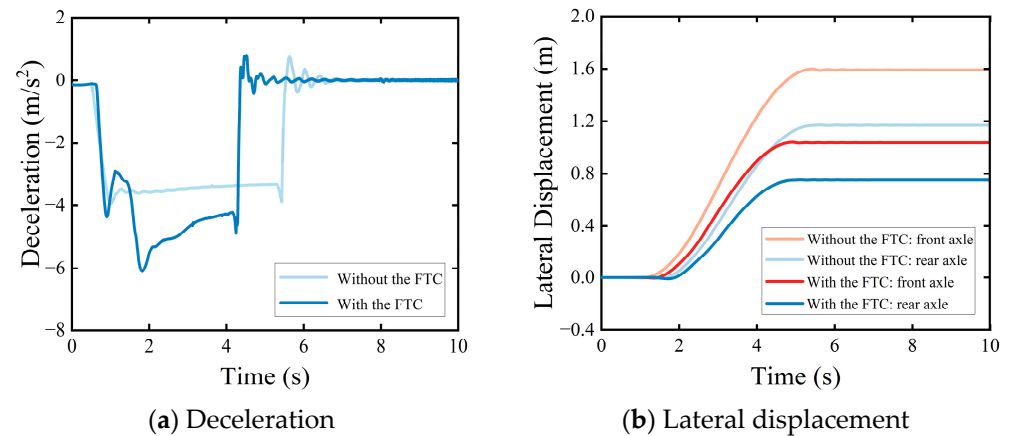 Deceleration (m/s²)
2
0
−2
−4
−6
−8
Without the FTC
With the FTC
0 2 4 6 8 10
Time (s)
(a) Deceleration
Lateral Displacement (m)
2.0
1.6
1.2
0.8
0.4
0.0
−0.4
Without the FTC: front axle
Without the FTC: rear axle
With the FTC: front axle
With the FTC: rear axle
0 2 4 6 8 10
Time (s)
(b) Lateral displacement